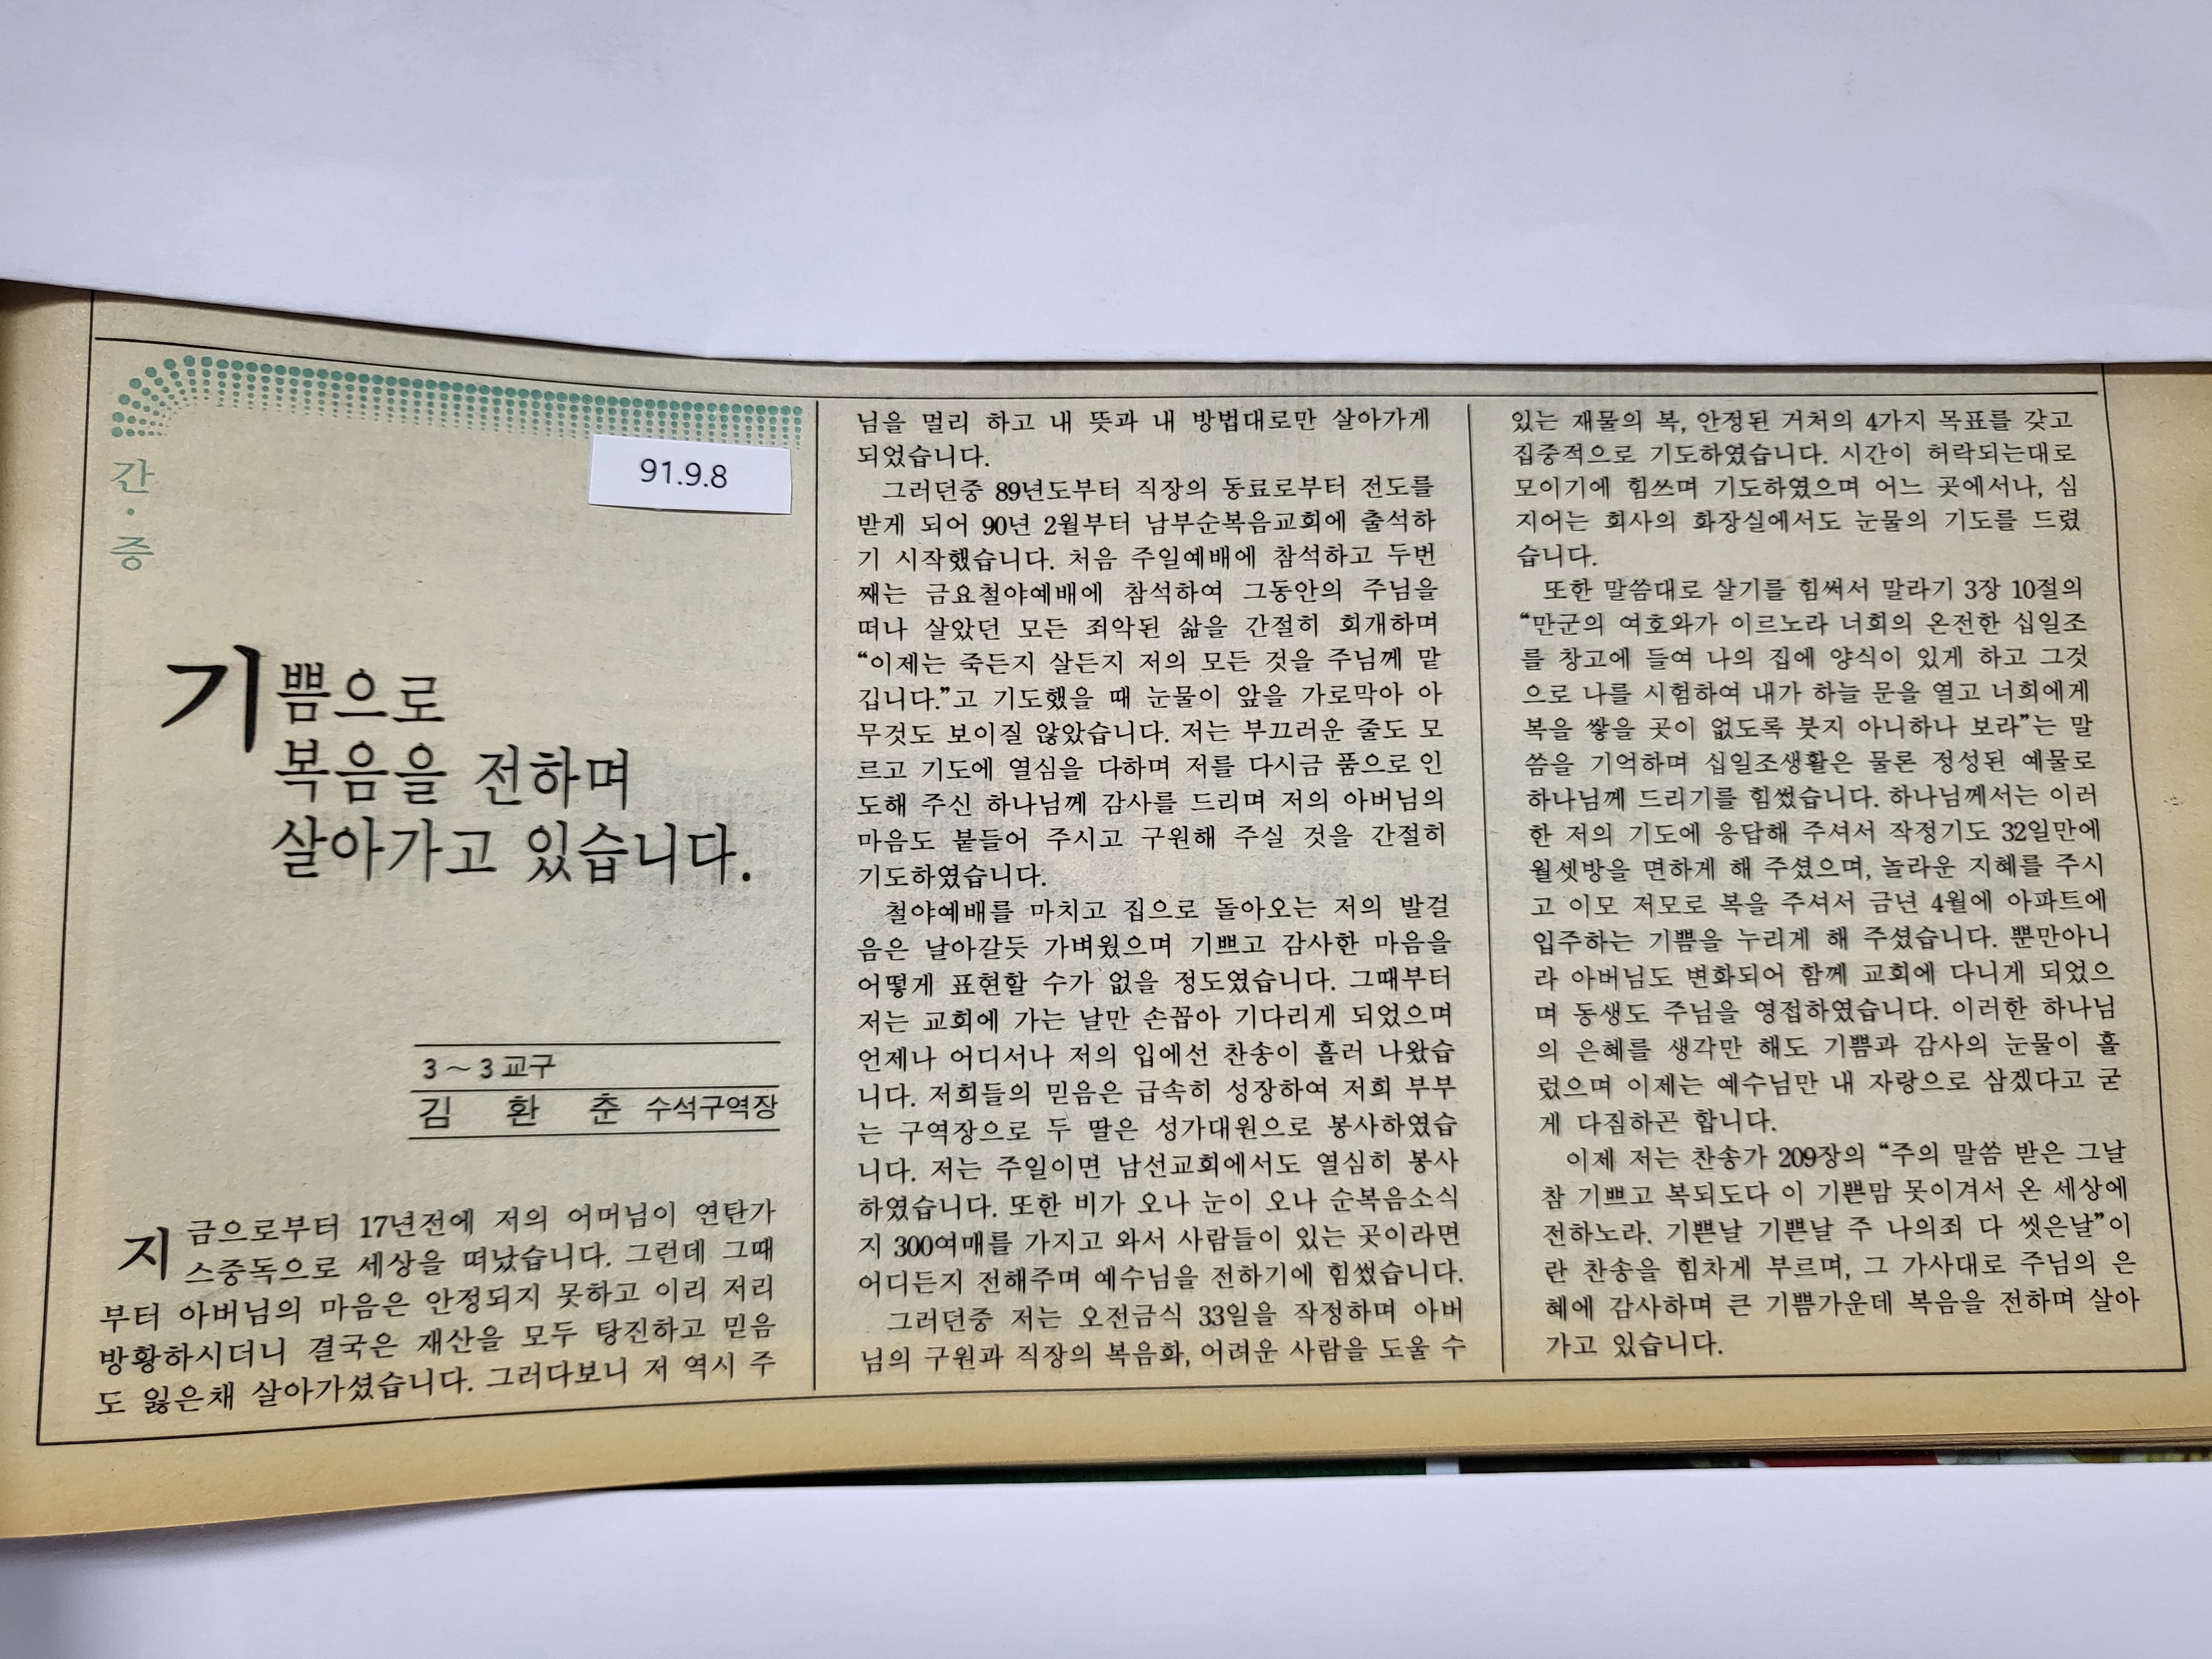 간·증
91.9.8
기쁨으로
복음을 전하며
살아가고 있습니다.
3~3교구
김 환 춘 수석구역장
지금으로부터 17년전에 저의 어머님이 연탄가
스중독으로 세상을 떠났습니다. 그런데 그때
부터 아버님의 마음은 안정되지 못하고 이리 저리
방황하시더니 결국은 재산을 모두 탕진하고 믿음
도 잃은채 살아가셨습니다. 그러다보니 저 역시 주
님을 멀리 하고 내 뜻과 내 방법대로만 살아가게
되었습니다.
그러던중 89년도부터 직장의 동료로부터 전도를
받게 되어 90년 2월부터 남부순복음교회에 출석하
기 시작했습니다. 처음 주일예배에 참석하고 두번
째는 금요철야예배에 참석하여 그동안의 주님을
떠나 살았던 모든 죄악된 삶을 간절히 회개하며
“이제는 죽든지 살든지 저의 모든 것을 주님께 맡
깁니다.”고 기도했을 때 눈물이 앞을 가로막아 아
무것도 보이질 않았습니다. 저는 부끄러운 줄도 모
르고 기도에 열심을 다하며 저를 다시금 품으로 인
도해 주신 하나님께 감사를 드리며 저의 아버님의
마음도 붙들어 주시고 구원해 주실 것을 간절히
기도하였습니다.
철야예배를 마치고 집으로 돌아오는 저의 발걸
음은 날아갈듯 가벼웠으며 기쁘고 감사한 마음을
어떻게 표현할 수가 없을 정도였습니다. 그때부터
저는 교회에 가는 날만 손꼽아 기다리게 되었으며
언제나 어디서나 저의 입에선 찬송이 흘러 나왔습
니다. 저희들의 믿음은 급속히 성장하여 저희 부부
는 구역장으로 두 딸은 성가대원으로 봉사하였습
니다. 저는 주일이면 남선교회에서도 열심히 봉사
하였습니다. 또한 비가 오나 눈이 오나 순복음소식
지 300여매를 가지고 와서 사람들이 있는 곳이라면
어디든지 전해주며 예수님을 전하기에 힘썼습니다.
그러던중 저는 오전금식 33일을 작정하며 아버
님의 구원과 직장의 복음화, 어려운 사람을 도울 수
있는 재물의 복, 안정된 거처의 4가지 목표를 갖고
집중적으로 기도하였습니다. 시간이 허락되는대로
모이기에 힘쓰며 기도하였으며 어느 곳에서나, 심
지어는 회사의 화장실에서도 눈물의 기도를 드렸
습니다.
또한 말씀대로 살기를 힘써서 말라기 3장 10절의
“만군의 여호와가 이르노라 너희의 온전한 십일조
를 창고에 들여 나의 집에 양식이 있게 하고 그것
으로 나를 시험하여 내가 하늘 문을 열고 너희에게
복을 쌓을 곳이 없도록 붓지 아니하나 보라”는 말
씀을 기억하며 십일조생활은 물론 정성된 예물로
하나님께 드리기를 힘썼습니다. 하나님께서는 이러
한 저의 기도에 응답해 주셔서 작정기도 32일만에
월셋방을 면하게 해 주셨으며, 놀라운 지혜를 주시
고 이모 저모로 복을 주셔서 금년 4월에 아파트에
입주하는 기쁨을 누리게 해 주셨습니다. 뿐만아니
라 아버님도 변화되어 함께 교회에 다니게 되었으
며 동생도 주님을 영접하였습니다. 이러한 하나님
의 은혜를 생각만 해도 기쁨과 감사의 눈물이 흘
렀으며 이제는 예수님만 내 자랑으로 삼겠다고 굳
게 다짐하곤 합니다.
이제 저는 찬송가 209장의 “주의 말씀 받은 그날
참 기쁘고 복되도다 이 기쁜맘 못이겨서 온 세상에
전하노라. 기쁜날 기쁜날 주 나의죄 다 씻은날”이
란 찬송을 힘차게 부르며, 그 가사대로 주님의 은
혜에 감사하며 큰 기쁨가운데 복음을 전하며 살아
가고 있습니다.